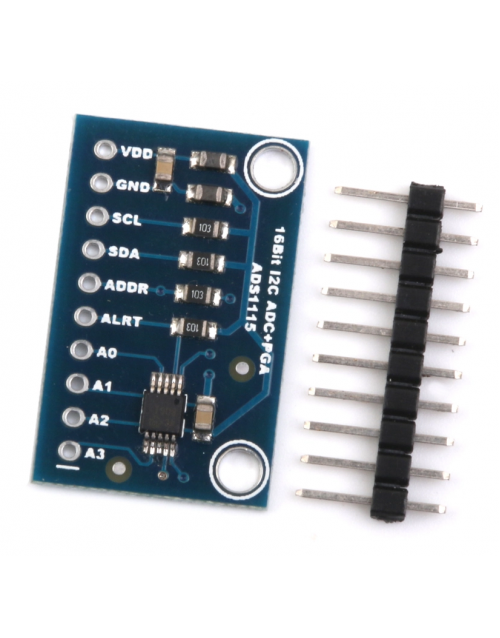 VDD
GND
SCL
SDA
ADDR
ALRT
A0
A1
A2
A3
16Bit I2C ADC+PGA
ADS1115
103
103
103
103